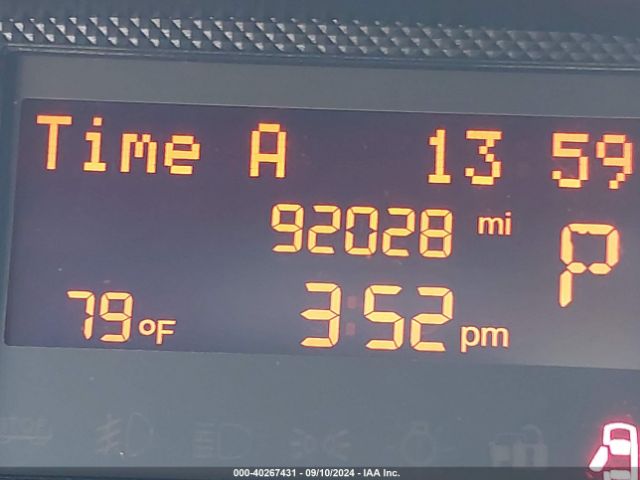 Time A 13 59
92028 mi
P
79 °F 3:52 pm
000-40267431 - 09/10/2024 - IAA Inc.